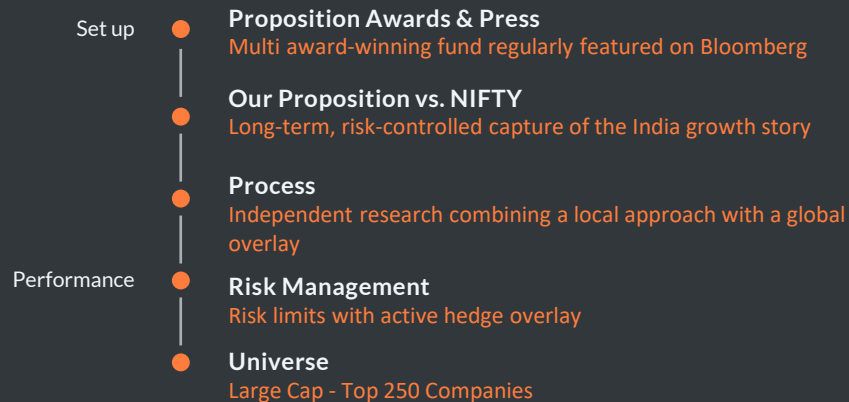 Set up
Proposition Awards & Press
Multi award-winning fund regularly featured on Bloomberg
Our Proposition vs. NIFTY
Long-term, risk-controlled capture of the India growth story
Process
Independent research combining a local approach with a global
overlay
Performance
Risk Management
Risk limits with active hedge overlay
Universe
Large Cap - Top 250 Companies